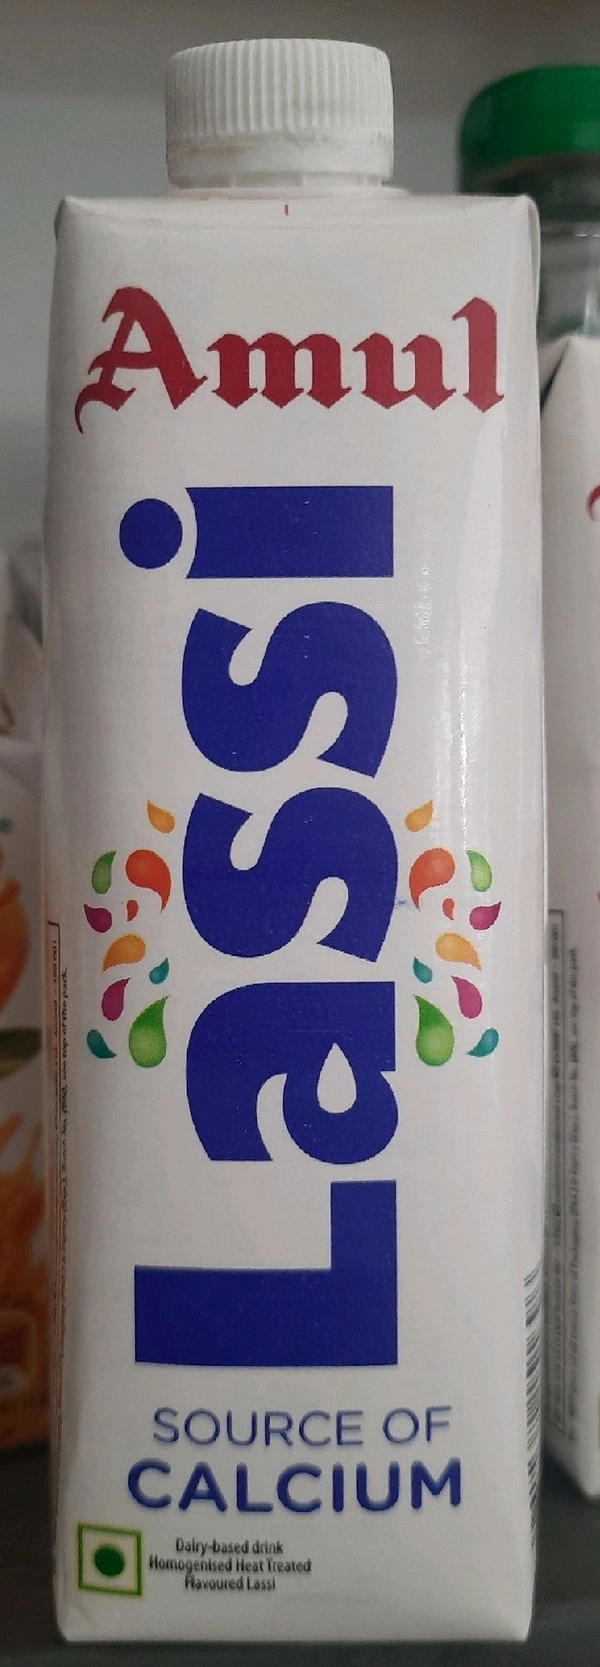 Amul
Lassi
SOURCE OF
CALCIUM
Dairy-based drink
Homogenised Heat Treated
Flavoured Lassi